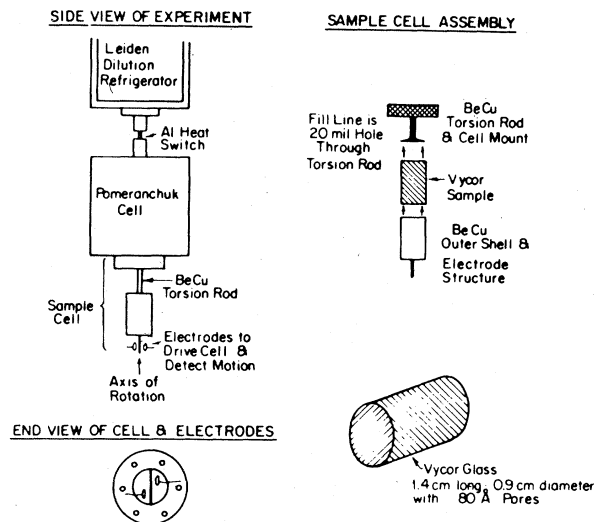 SIDE VIEW OF EXPERIMENT
Leiden
Dilution
Refrigerator
Al Heat
Switch
Pomeranchuk
Cell
BeCu
Torsion Rod
Sample
Cell
Electrodes to
Drive Cell &
Detect Motion
Axis of
Rotation
END VIEW OF CELL & ELECTRODES
SAMPLE CELL ASSEMBLY
Fill Line is
20 mil Hole
Through
Torsion Rod
BeCu
Torsion Rod
& Cell Mount
Vycor
Sample
BeCu
Outer Shell &
Electrode
Structure
Vycor Glass
1.4 cm long, 0.9 cm diameter
with 80 Å Pores